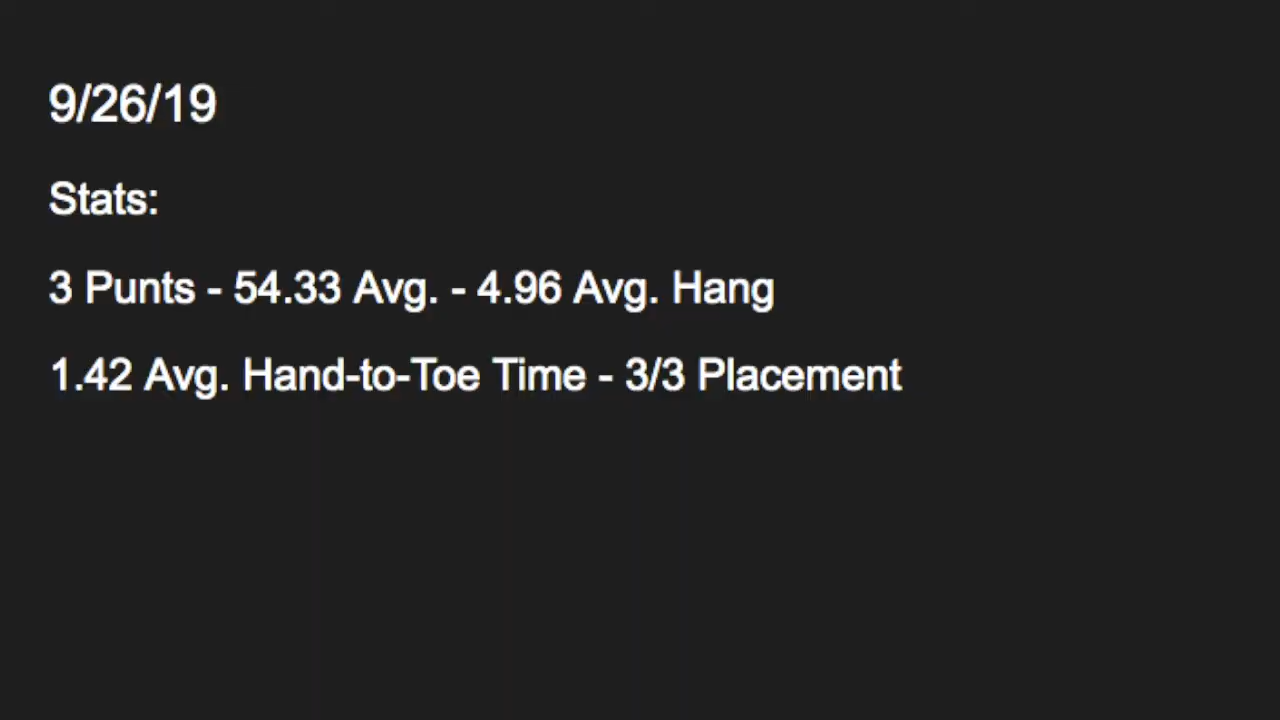 9/26/19
Stats:
3 Punts - 54.33 Avg. - 4.96 Avg. Hang
1.42 Avg. Hand-to-Toe Time - 3/3 Placement